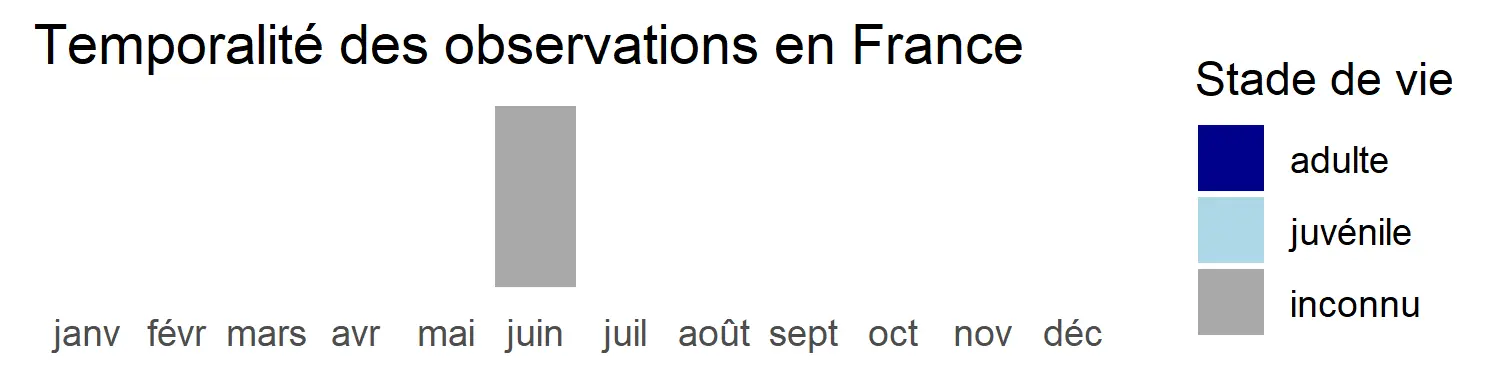 Temporalité des observations en France
janv févr mars avr mai juin juil août sept oct nov déc
Stade de vie
adulte
juvénile
inconnu